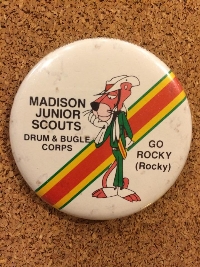 MADISON
JUNIOR
SCOUTS
DRUM & BUGLE
CORPS
GO
ROCKY
(Rocky)